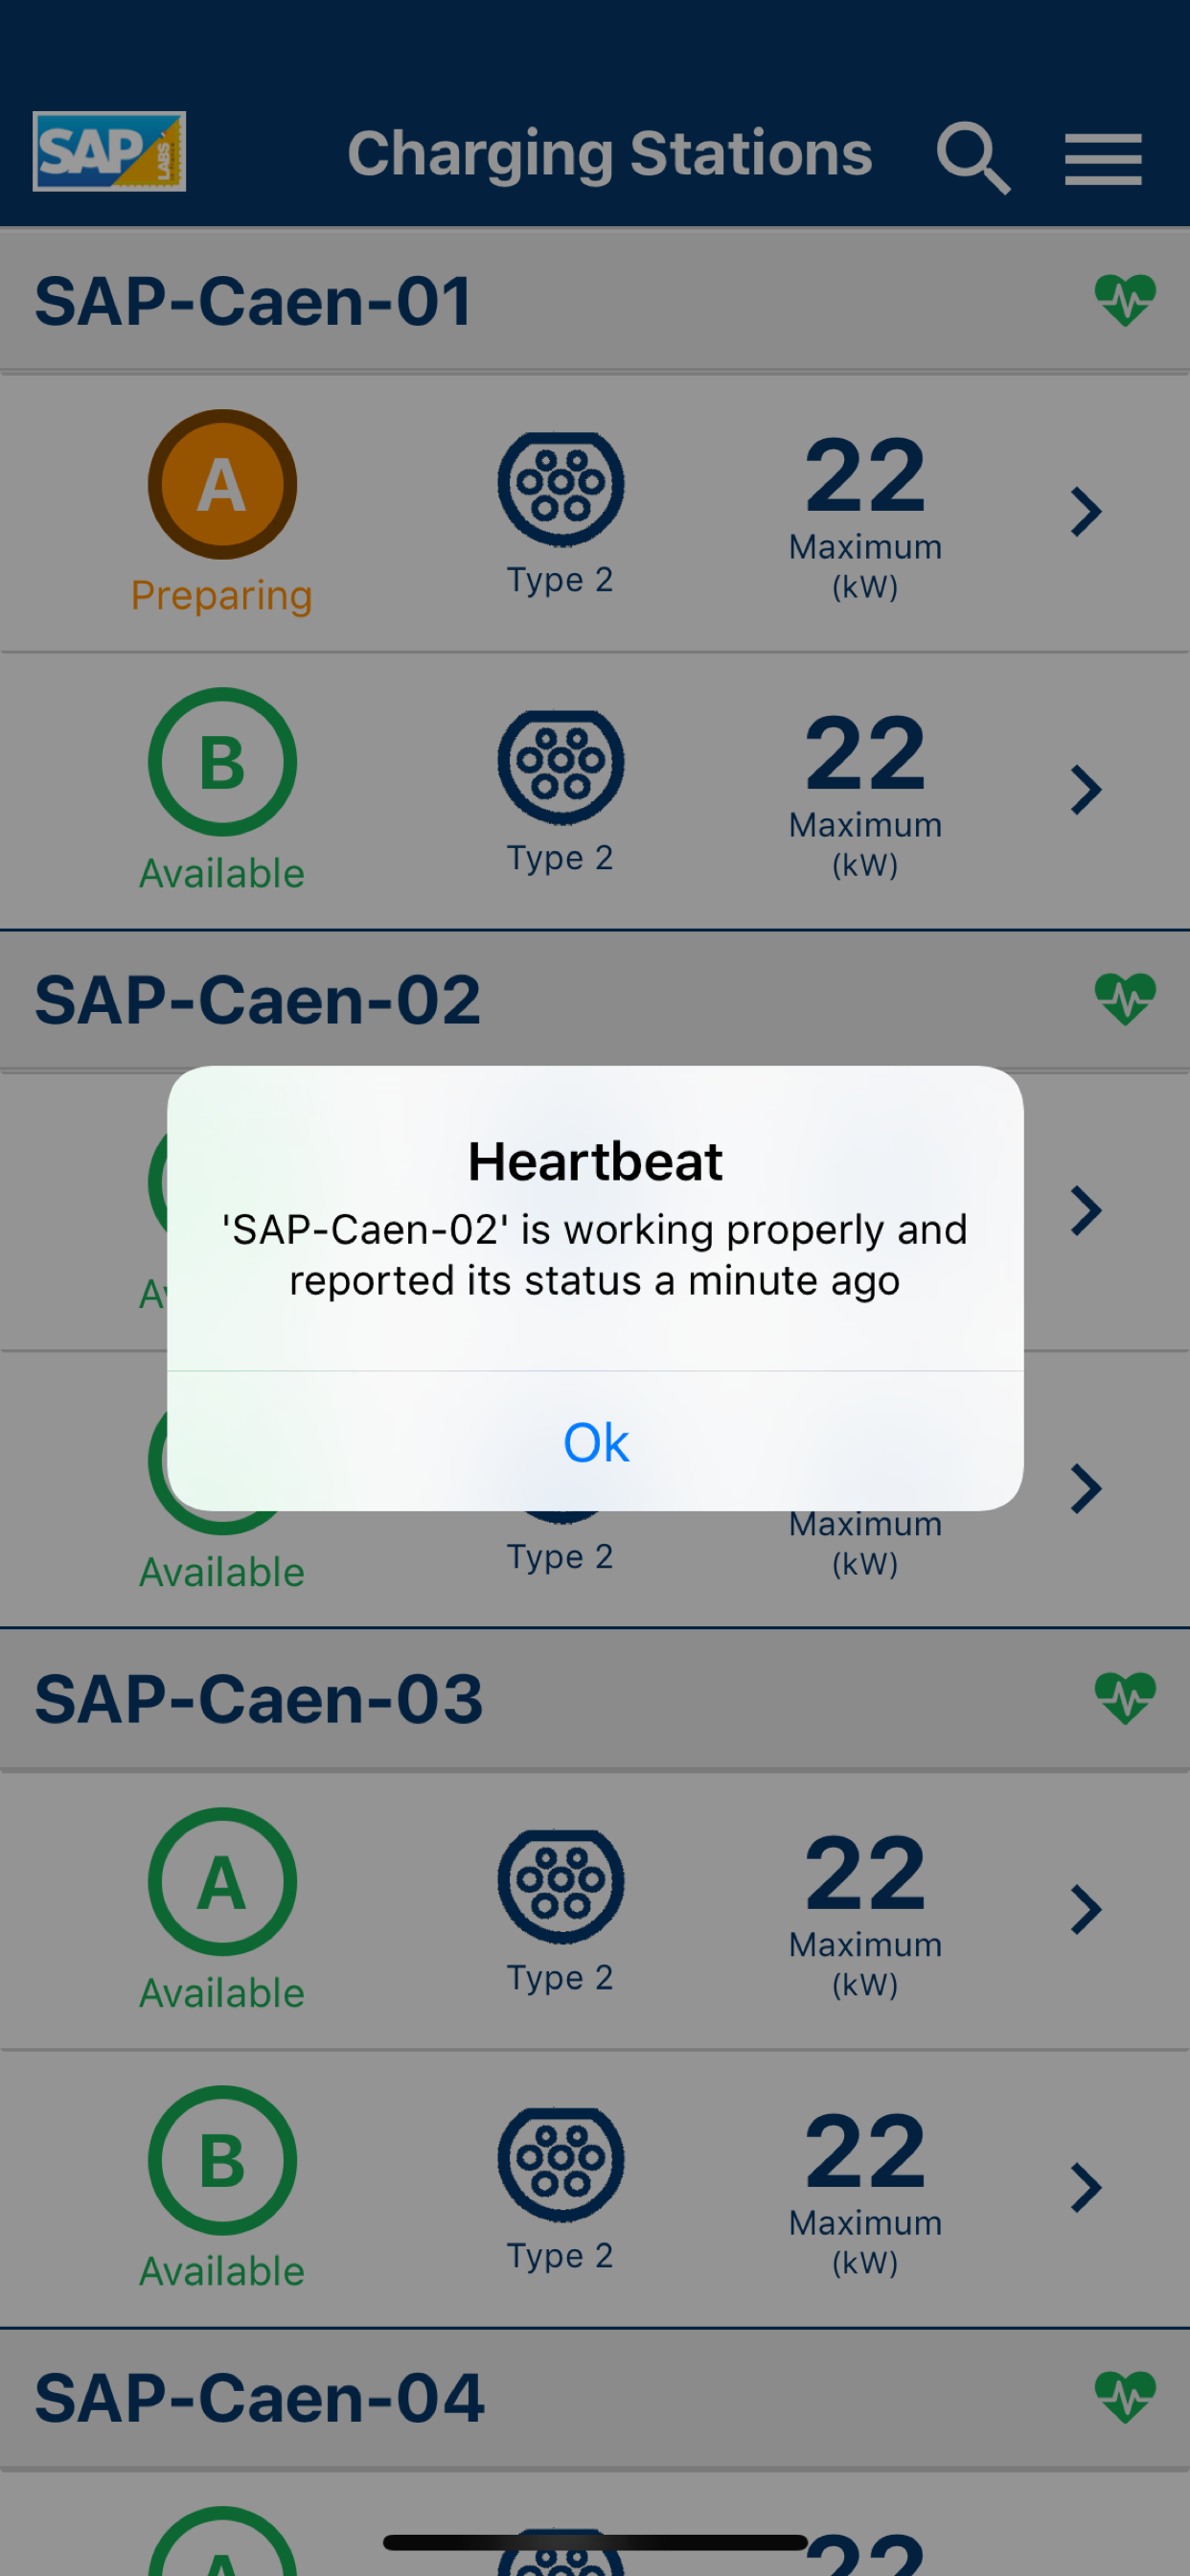 SAP LABS
Charging Stations
SAP-Caen-01
A
Preparing
Type 2
22
Maximum
(kW)
B
Available
Type 2
22
Maximum
(kW)
SAP-Caen-02
Heartbeat
'SAP-Caen-02' is working properly and
reported its status a minute ago
Ok
Available
Type 2
Maximum
(kW)
SAP-Caen-03
A
Available
Type 2
22
Maximum
(kW)
B
Available
Type 2
22
Maximum
(kW)
SAP-Caen-04
A
22